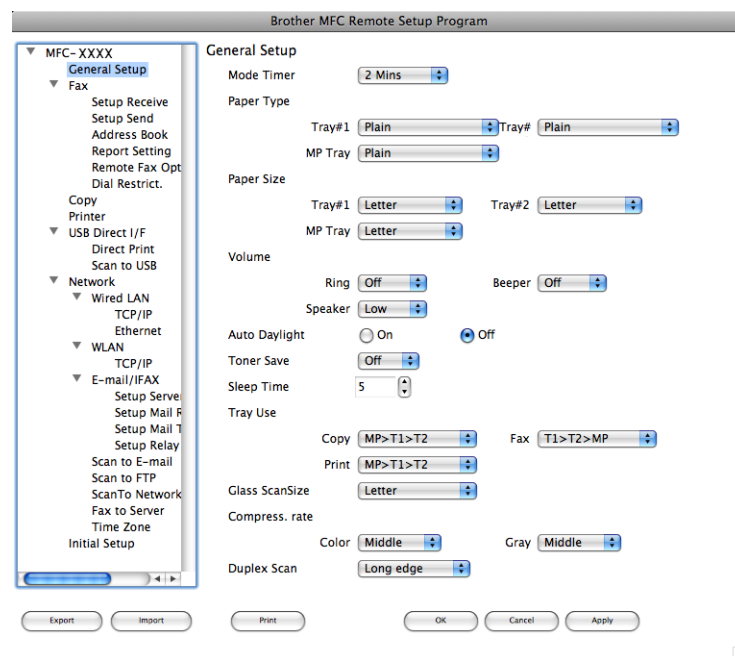 Brother MFC Remote Setup Program
MFC-XXXX
General Setup
Fax
Setup Receive
Setup Send
Address Book
Report Setting
Remote Fax Opt
Dial Restrict.
Copy
Printer
USB Direct I/F
Direct Print
Scan to USB
Network
Wired LAN
TCP/IP
Ethernet
WLAN
TCP/IP
E-mail/IFAX
Setup Serve
Setup Mail R
Setup Mail T
Setup Relay
Scan to E-mail
Scan to FTP
ScanTo Network
Fax to Server
Time Zone
Initial Setup
General Setup
Mode Timer 2 Mins
Paper Type
Tray#1 Plain Tray# Plain
MP Tray Plain
Paper Size
Tray#1 Letter Tray#2 Letter
MP Tray Letter
Volume
Ring Off Beeper Off
Speaker Low
Auto Daylight On Off
Toner Save Off
Sleep Time 5
Tray Use
Copy MP>T1>T2 Fax T1>T2>MP
Print MP>T1>T2
Glass ScanSize Letter
Compress. rate
Color Middle Gray Middle
Duplex Scan Long edge
Export Import Print OK Cancel Apply